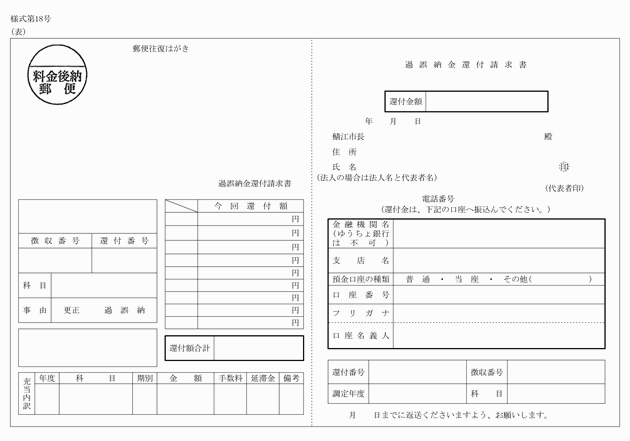 様式第18号
(表)
郵便往復はがき
料金後納
郵便
過誤納金還付請求書
徴収番号 還付番号
科目
事由 更正 過誤納
今回還付額
円
円
円
円
円
円
円
円
円
還付額合計
充当内訳 年度 科目 期別 金額 手数料 延滞金 備考
過誤納金還付請求書
還付金額
年 月 日
鯖江市長 殿
住所
氏名 印
(法人の場合は法人名と代表者名)
(代表者印)
電話番号
(還付金は、下記の口座へ振込んでください。)
金融機関名
(ゆうちょ銀行
は不可)
支店名
預金口座の種類 普通・当座・その他( )
口座番号
フリガナ
口座名義人
還付番号 徴収番号
調定年度 科目
月 日までに返送くださいますよう、お願いします。